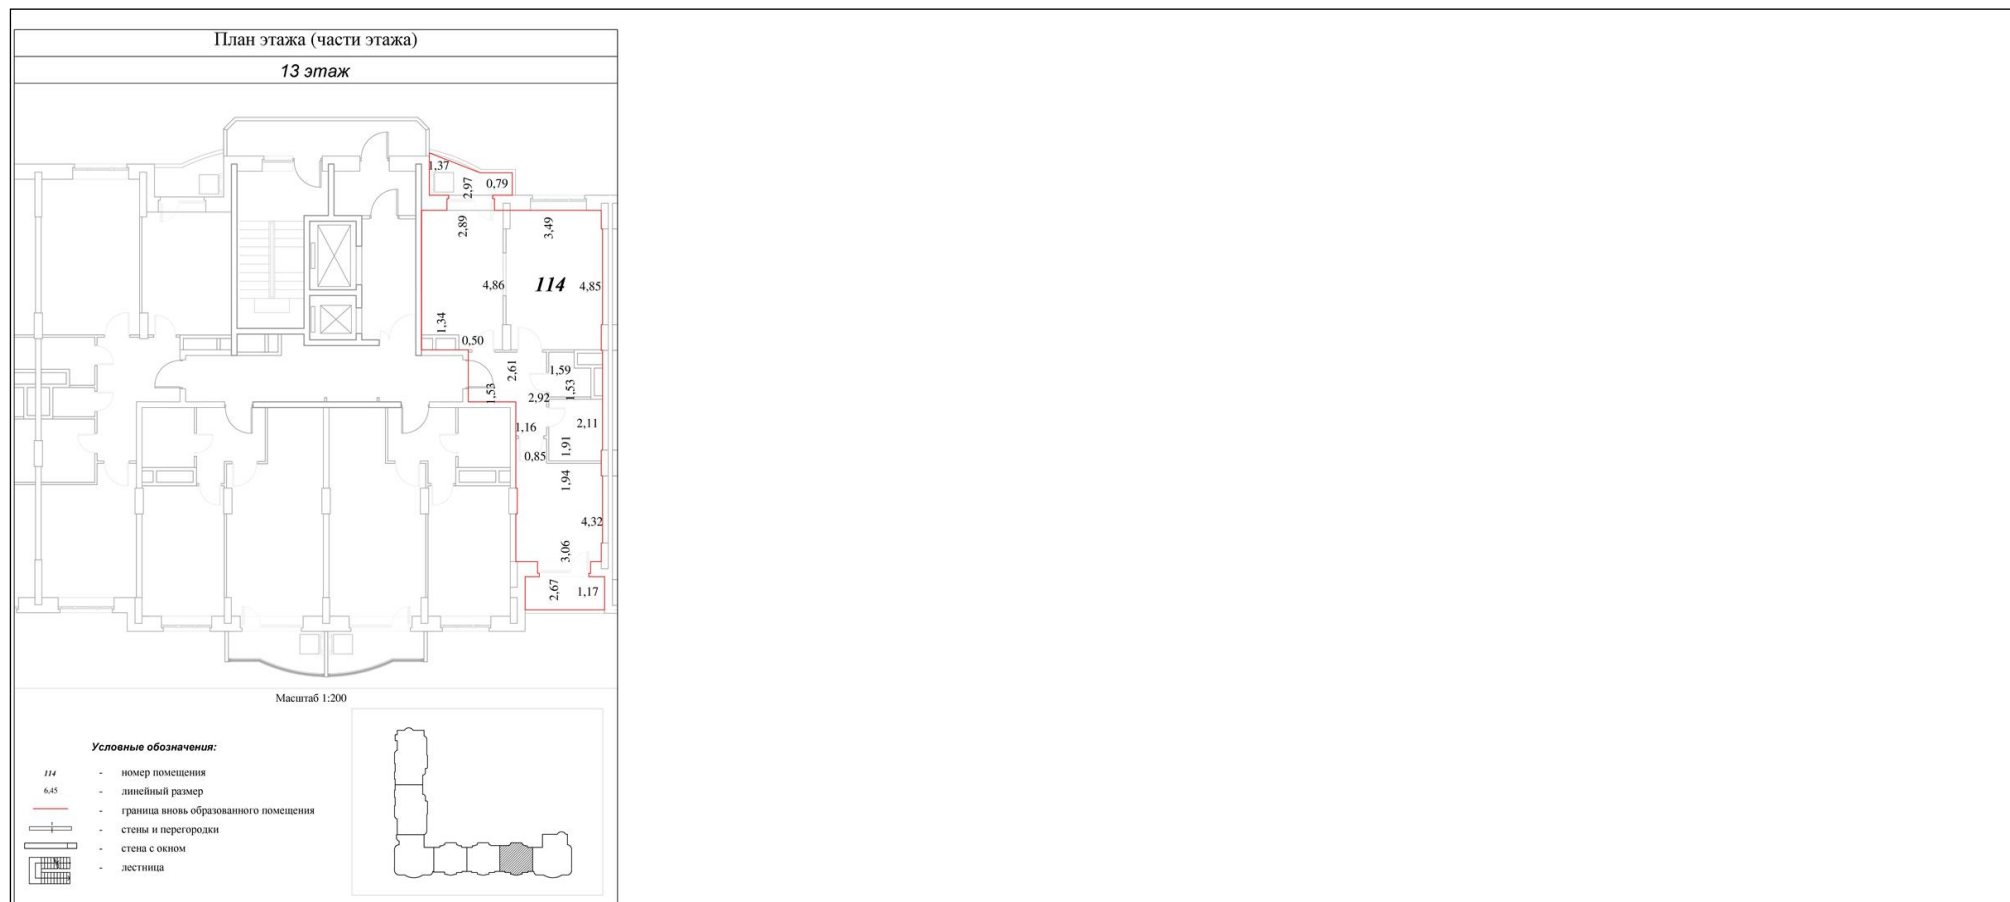 План этажа (части этажа)
13 этаж
1,37
2,97
0,79
2,89
3,49
4,86
114
4,85
1,34
0,50
2,61
1,59
1,53
1,53
2,92
1,16
2,11
1,91
0,85
1,94
4,32
3,06
2,67
1,17
Масштаб 1:200
Условные обозначения:
114 - номер помещения
6,45 - линейный размер
- граница вновь образованного помещения
- стены и перегородки
- стена с окном
- лестница